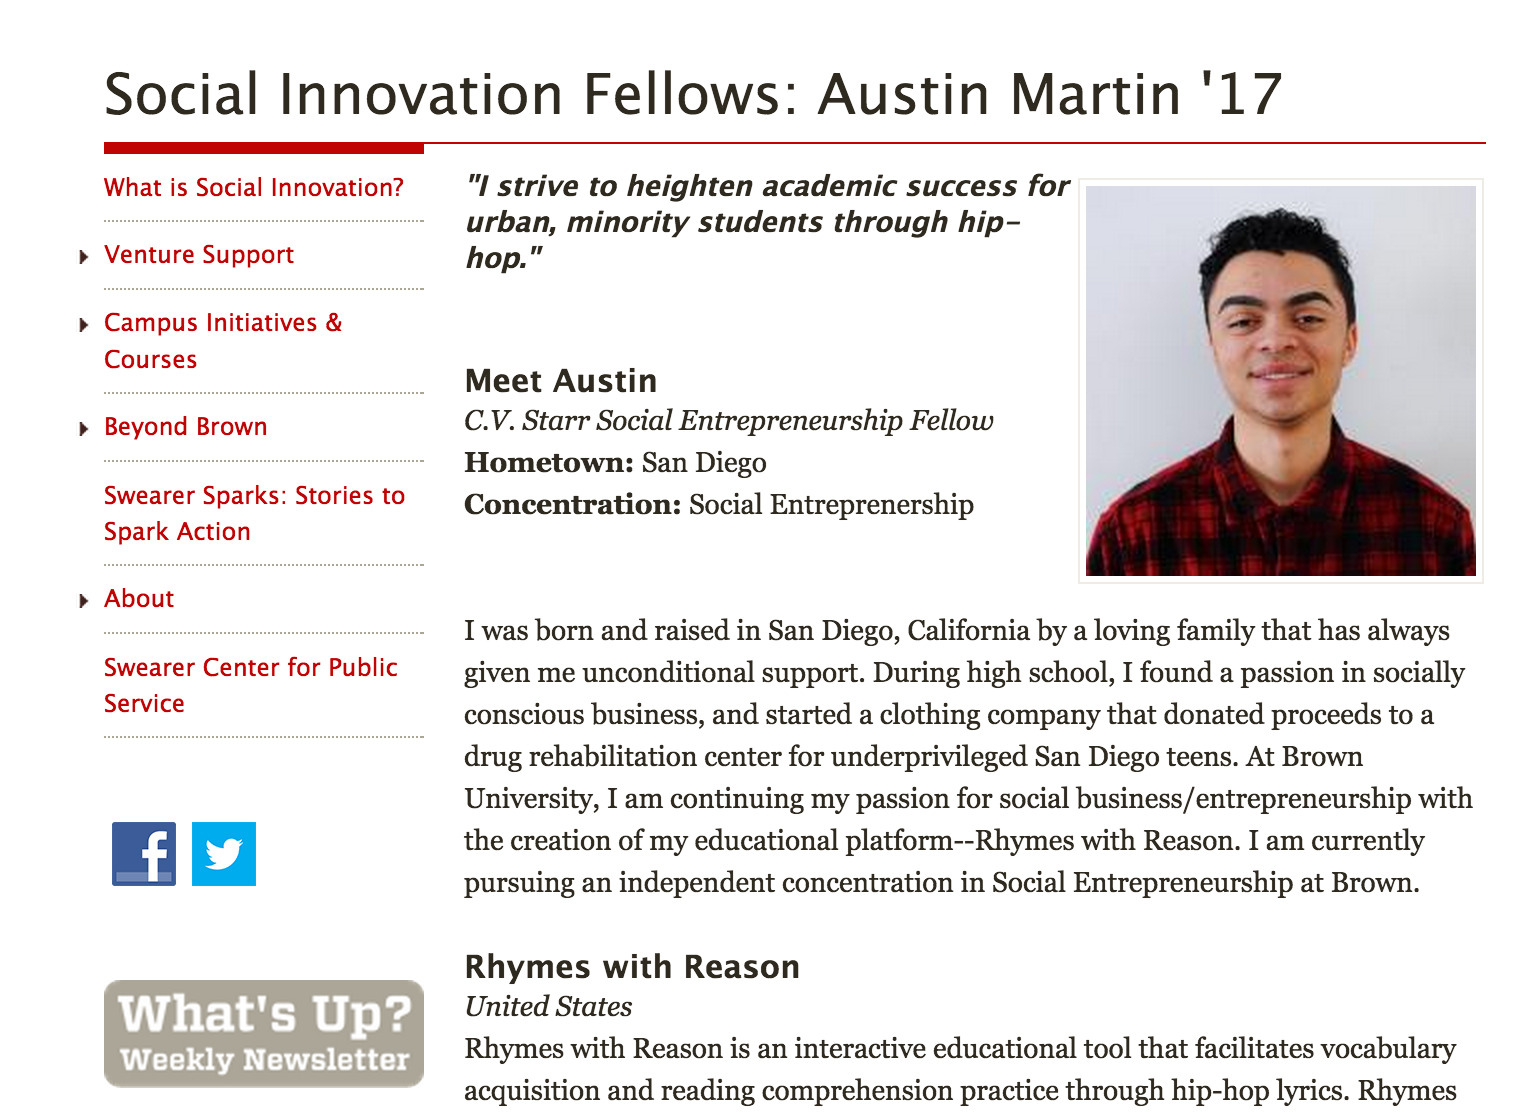 Social Innovation Fellows: Austin Martin '17
What is Social Innovation?
Venture Support
Campus Initiatives &
Courses
Beyond Brown
Swearer Sparks: Stories to
Spark Action
About
Swearer Center for Public
Service
f
What's Up?
Weekly Newsletter
"I strive to heighten academic success for
urban, minority students through hip-
hop."
Meet Austin
C.V. Starr Social Entrepreneurship Fellow
Hometown: San Diego
Concentration: Social Entreprenership
I was born and raised in San Diego, California by a loving family that has always
given me unconditional support. During high school, I found a passion in socially
conscious business, and started a clothing company that donated proceeds to a
drug rehabilitation center for underprivileged San Diego teens. At Brown
University, I am continuing my passion for social business/entrepreneurship with
the creation of my educational platform--Rhymes with Reason. I am currently
pursuing an independent concentration in Social Entrepreneurship at Brown.
Rhymes with Reason
United States
Rhymes with Reason is an interactive educational tool that facilitates vocabulary
acquisition and reading comprehension practice through hip-hop lyrics. Rhymes